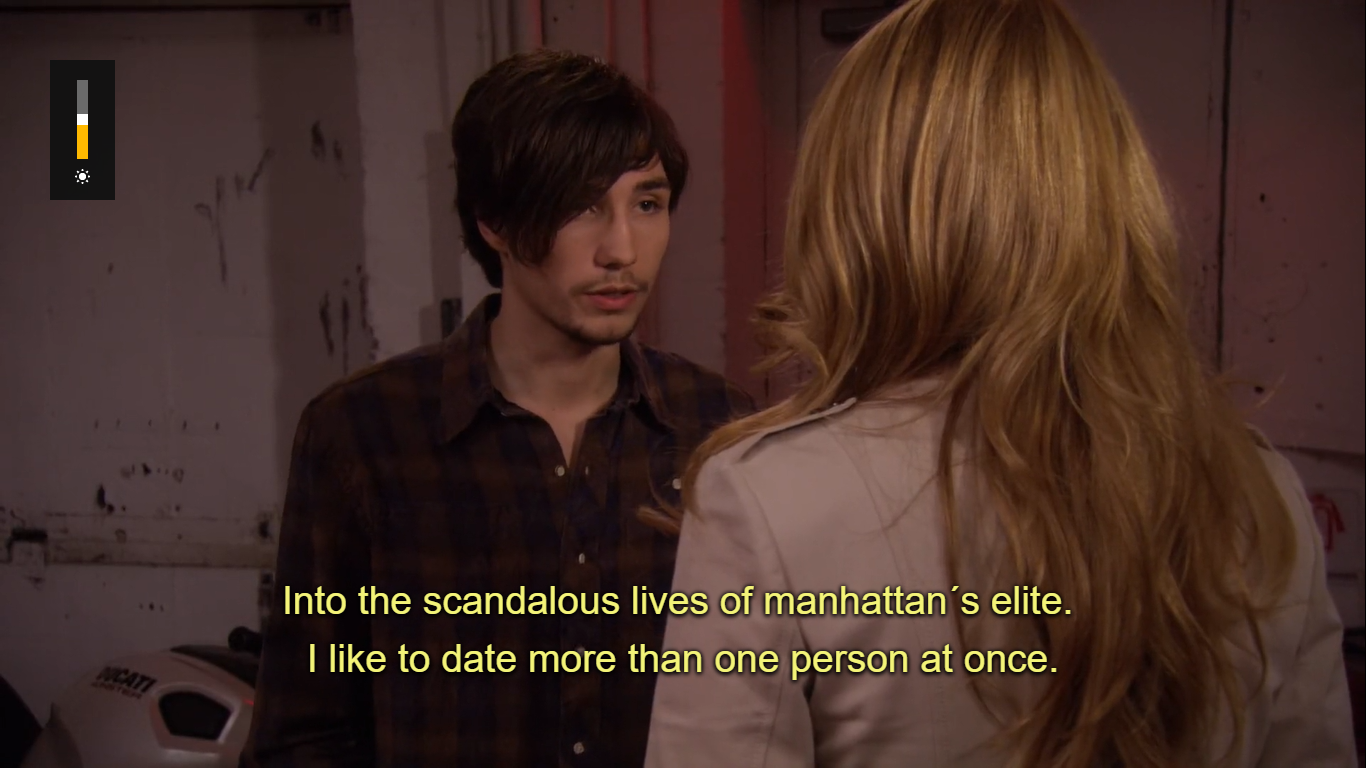 DUCATI
Into the scandalous lives of manhattan´s elite.
I like to date more than one person at once.